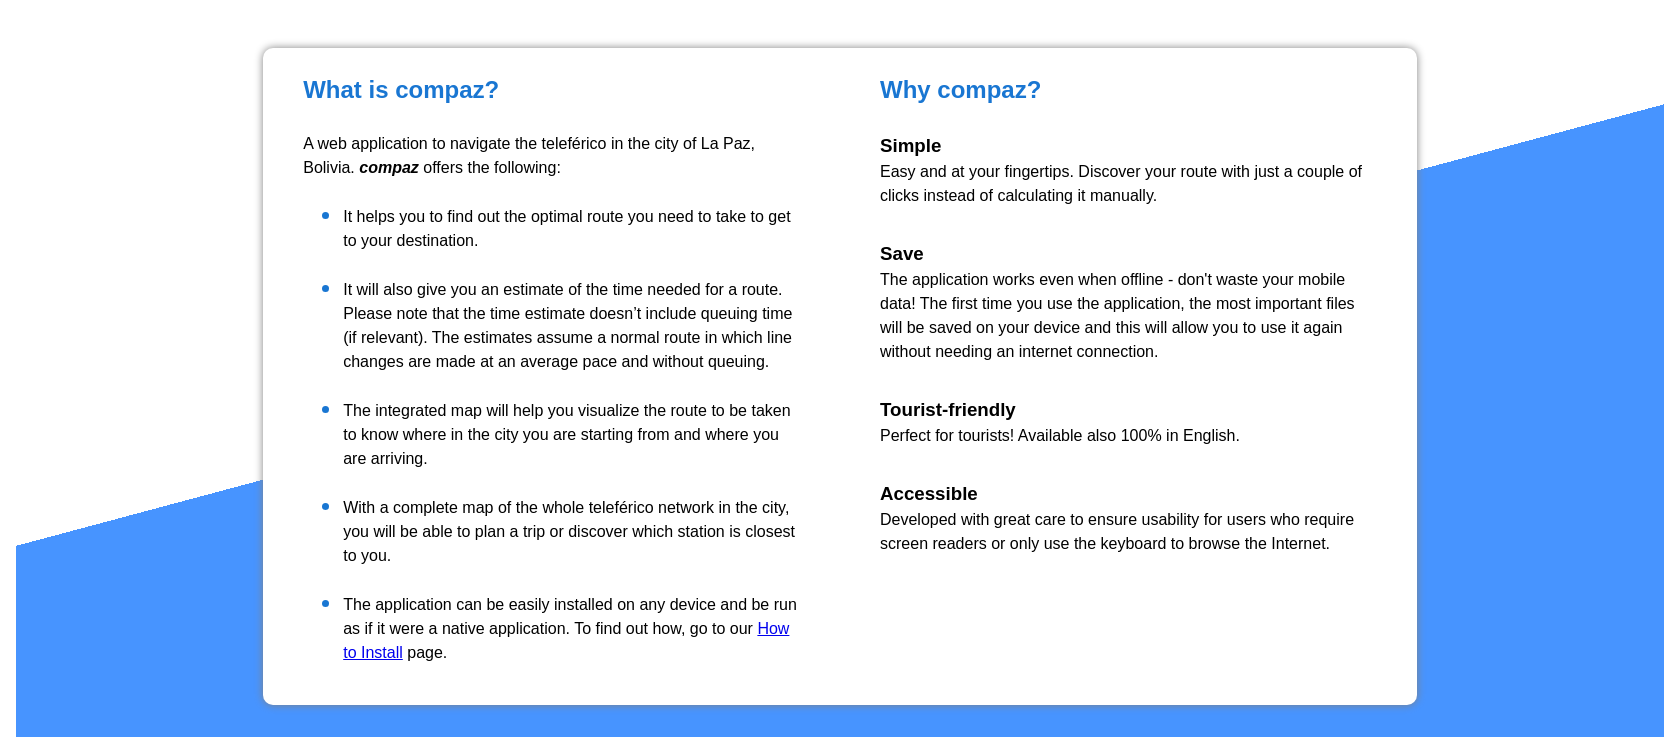 What is compaz?
A web application to navigate the teleférico in the city of La Paz,
Bolivia. compaz offers the following:
It helps you to find out the optimal route you need to take to get
to your destination.
It will also give you an estimate of the time needed for a route.
Please note that the time estimate doesn’t include queuing time
(if relevant). The estimates assume a normal route in which line
changes are made at an average pace and without queuing.
The integrated map will help you visualize the route to be taken
to know where in the city you are starting from and where you
are arriving.
With a complete map of the whole teleférico network in the city,
you will be able to plan a trip or discover which station is closest
to you.
The application can be easily installed on any device and be run
as if it were a native application. To find out how, go to our How
to Install page.
Why compaz?
Simple
Easy and at your fingertips. Discover your route with just a couple of
clicks instead of calculating it manually.
Save
The application works even when offline - don't waste your mobile
data! The first time you use the application, the most important files
will be saved on your device and this will allow you to use it again
without needing an internet connection.
Tourist-friendly
Perfect for tourists! Available also 100% in English.
Accessible
Developed with great care to ensure usability for users who require
screen readers or only use the keyboard to browse the Internet.